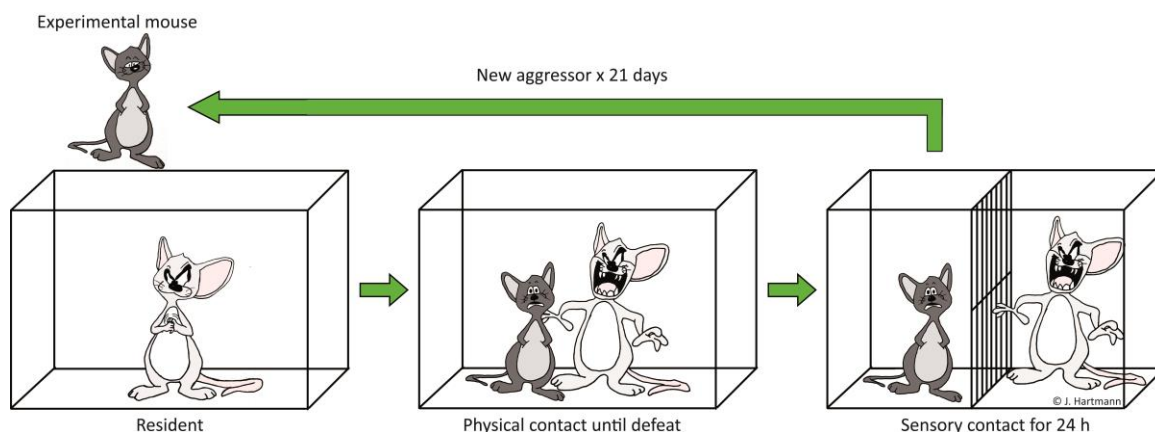 Experimental mouse
New aggressor x 21 days
Resident
Physical contact until defeat
© J. Hartmann
Sensory contact for 24 h